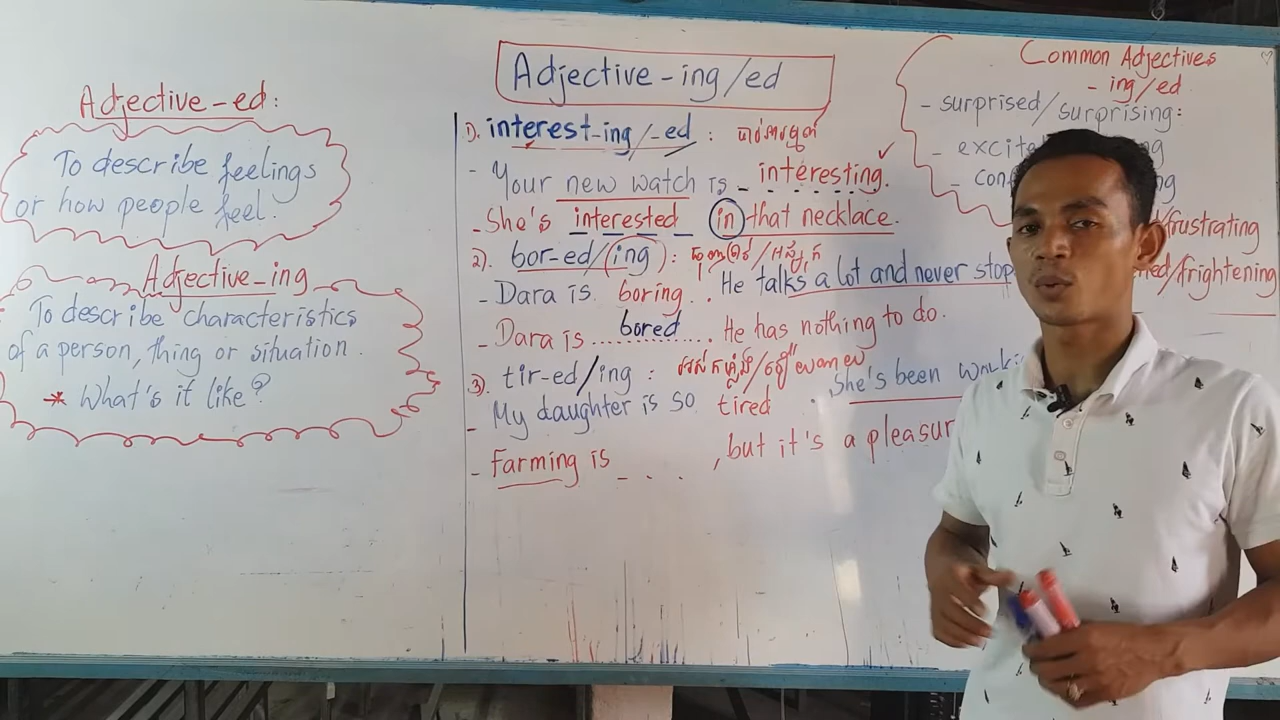 Adjective-ed:
To describe feelings
or how people feel.
Adjective-ing
To describe characteristics
of a person, thing or situation.
* What's it like?
Adjective-ing/ed
1). interest-ing/-ed :
- Your new watch is interesting.
- She's interested in that necklace.
2). bor-ed/(ing) :
- Dara is boring.. He talks a lot and never stop
- Dara is ...bored.... He has nothing to do.
3. tir-ed/ing :
- My daughter is so tired . She's been
- Farming is _ . . , but it's a pleasur
Common Adjectives
- ing/ed
- surprised/surprising:
- excite
- con
frustrating
/frightening